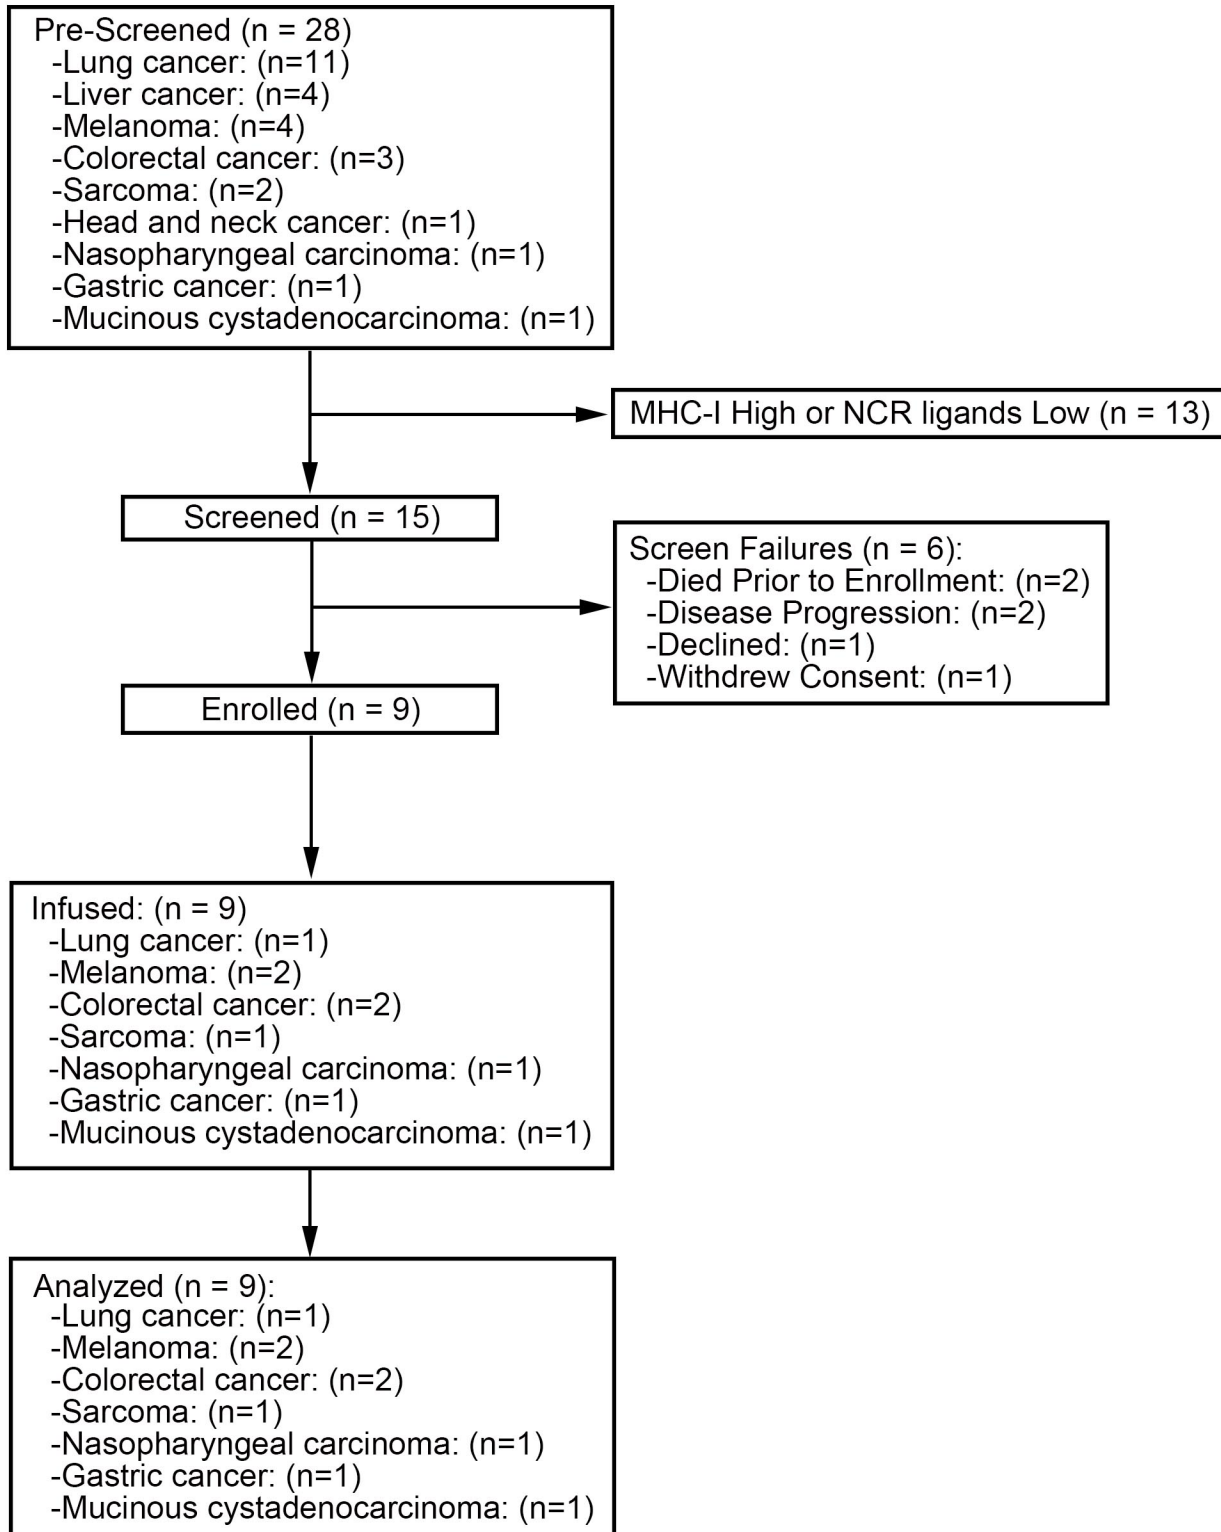 Pre-Screened (n = 28)
-Lung cancer: (n=11)
-Liver cancer: (n=4)
-Melanoma: (n=4)
-Colorectal cancer: (n=3)
-Sarcoma: (n=2)
-Head and neck cancer: (n=1)
-Nasopharyngeal carcinoma: (n=1)
-Gastric cancer: (n=1)
-Mucinous cystadenocarcinoma: (n=1)
MHC-I High or NCR ligands Low (n = 13)
Screened (n = 15)
Screen Failures (n = 6):
-Died Prior to Enrollment: (n=2)
-Disease Progression: (n=2)
-Declined: (n=1)
-Withdrew Consent: (n=1)
Enrolled (n = 9)
Infused: (n = 9)
-Lung cancer: (n=1)
-Melanoma: (n=2)
-Colorectal cancer: (n=2)
-Sarcoma: (n=1)
-Nasopharyngeal carcinoma: (n=1)
-Gastric cancer: (n=1)
-Mucinous cystadenocarcinoma: (n=1)
Analyzed (n = 9):
-Lung cancer: (n=1)
-Melanoma: (n=2)
-Colorectal cancer: (n=2)
-Sarcoma: (n=1)
-Nasopharyngeal carcinoma: (n=1)
-Gastric cancer: (n=1)
-Mucinous cystadenocarcinoma: (n=1)